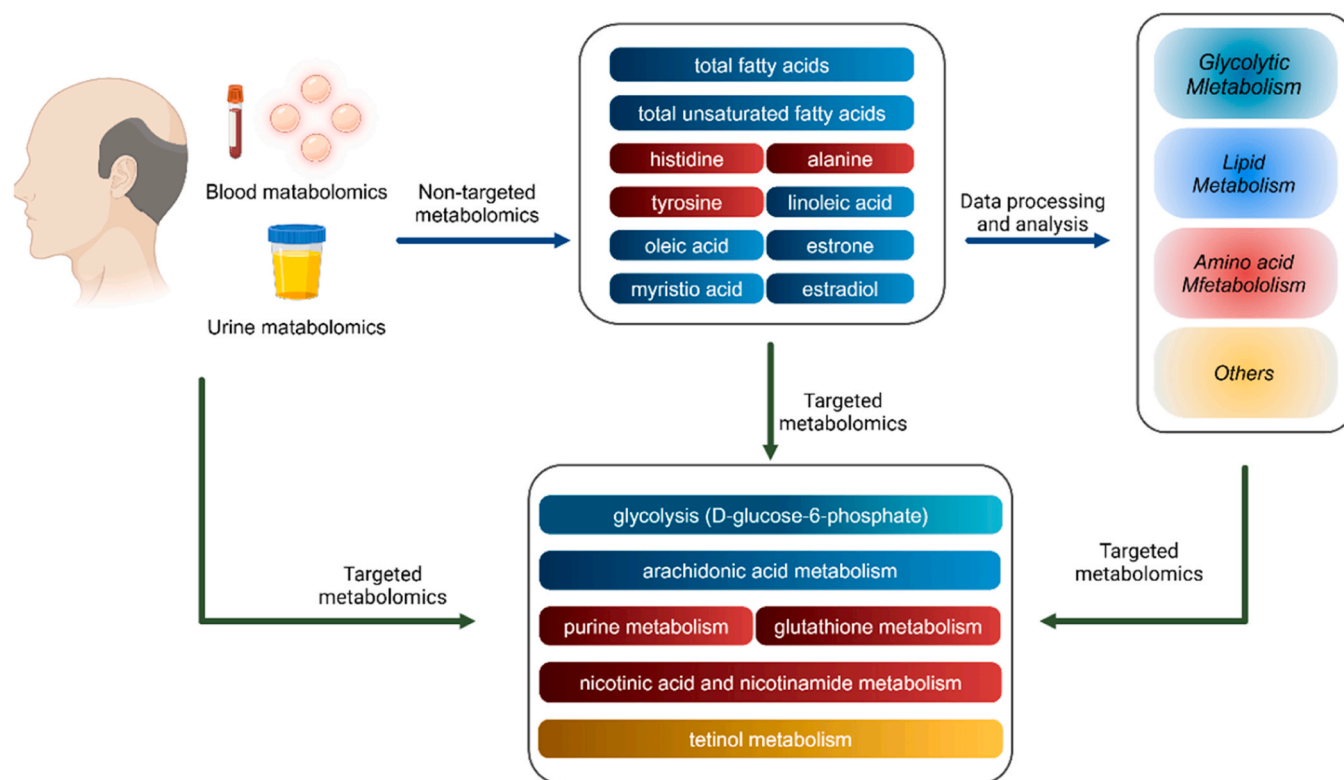 Blood matabolomics
Urine matabolomics
Non-targeted
metabolomics
total fatty acids
total unsaturated fatty acids
histidine
alanine
tyrosine
linoleic acid
oleic acid
estrone
myristio acid
estradiol
Data processing
and analysis
Glycolytic
Mletabolism
Lipid
Metabolism
Amino acid
Mfetabololism
Others
Targeted
metabolomics
Targeted
metabolomics
Targeted
metabolomics
glycolysis (D-glucose-6-phosphate)
arachidonic acid metabolism
purine metabolism
glutathione metabolism
nicotinic acid and nicotinamide metabolism
tetinol metabolism